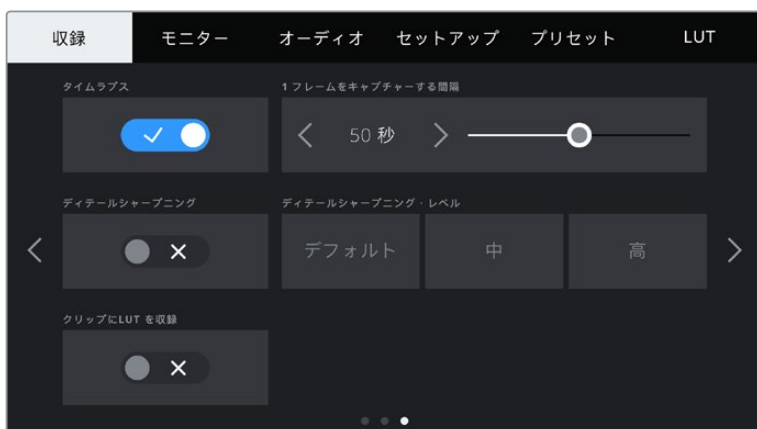 収録 モニター オーディオ セットアップ プリセット LUT
タイムラプス 1フレームをキャプチャーする間隔
50 秒
ディテールシャープニング ディテールシャープニング・レベル
デフォルト 中 高
クリップにLUT を収録